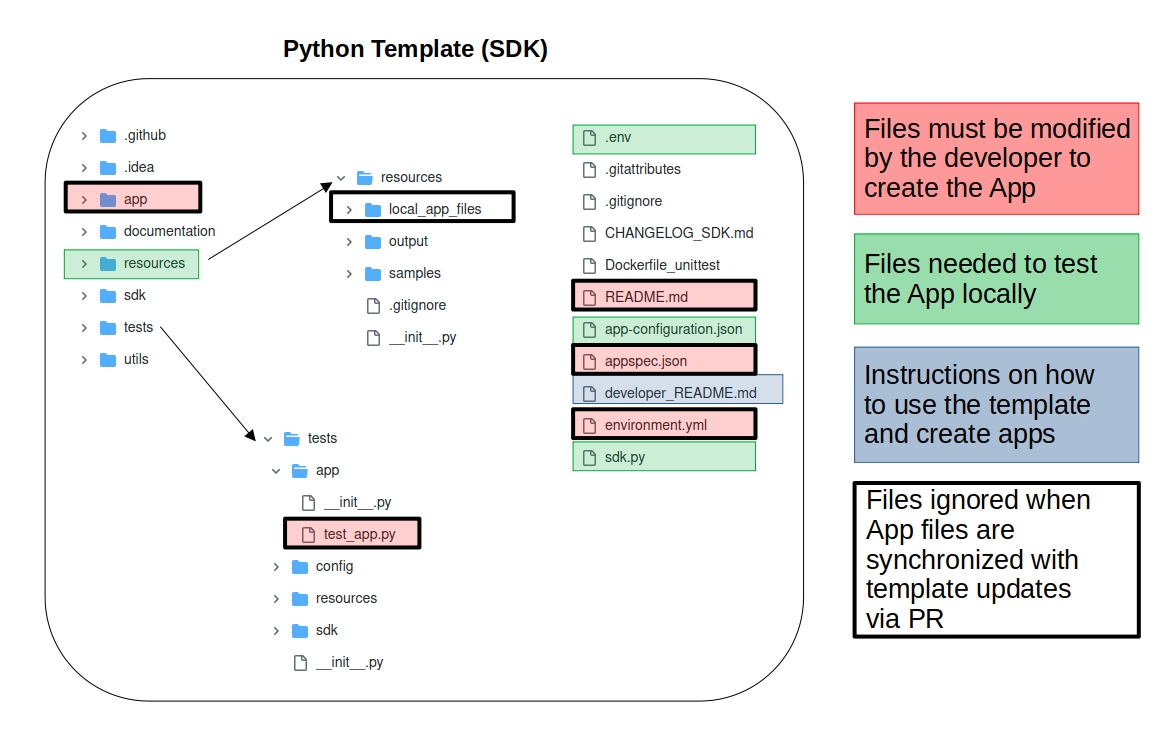 Python Template (SDK)
.github
.idea
app
documentation
resources
sdk
tests
utils
resources
local_app_files
output
samples
.gitignore
__init__.py
tests
app
__init__.py
test_app.py
config
resources
sdk
__init__.py
.env
.gitattributes
.gitignore
CHANGELOG_SDK.md
Dockerfile_unittest
README.md
app-configuration.json
appspec.json
developer_README.md
environment.yml
sdk.py
Files must be modified
by the developer to
create the App
Files needed to test
the App locally
Instructions on how
to use the template
and create apps
Files ignored when
App files are
synchronized with
template updates
via PR